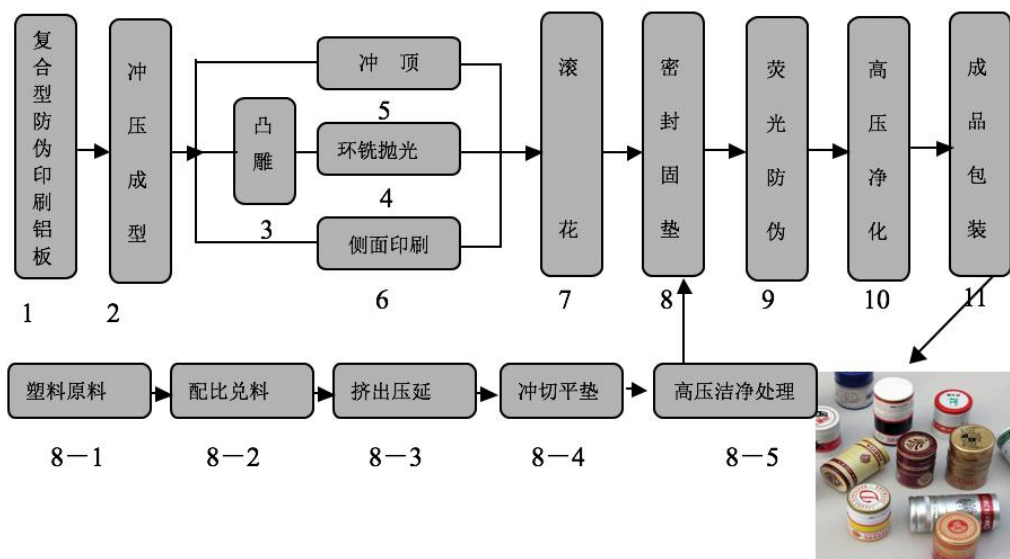 复合型防伪印刷铝板
冲压成型
冲 顶
5
凸雕
3
环铣抛光
4
侧面印刷
6
滚花
密封固垫
荧光防伪
高压净化
成品包装
1
2
7
8
9
10
11
塑料原料
配比兑料
挤出压延
冲切平垫
高压洁净处理
8－1
8－2
8－3
8－4
8－5